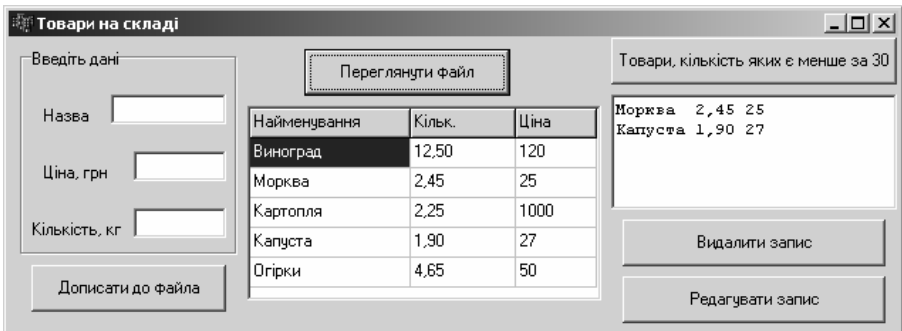 Товари на складі
Введіть дані
Назва
Ціна, грн
Кількість, кг
Дописати до файла
Переглянути файл
Найменування Кільк. Ціна
Виноград 12,50 120
Морква 2,45 25
Картопля 2,25 1000
Капуста 1,90 27
Огірки 4,65 50
Товари, кількість яких є менше за 30
Морква 2,45 25
Капуста 1,90 27
Видалити запис
Редагувати запис